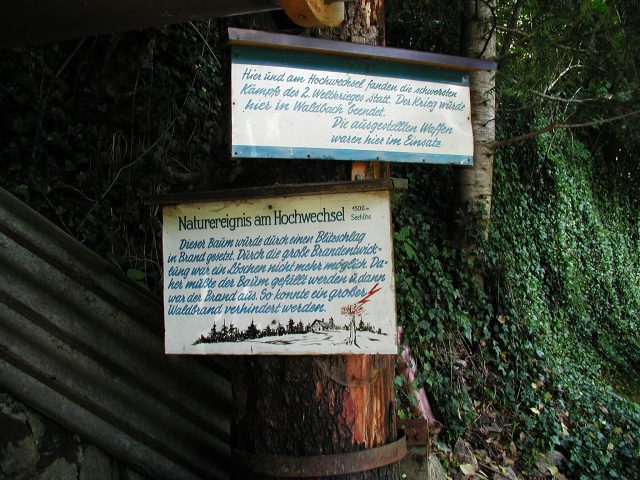 Hier und am Hochwechsel fanden die schwersten
Kämpfe des 2. Weltkrieges statt. Der Krieg würde
hier in Waldbach beendet.
Die ausgestellten Waffen
waren hier im Einsatz.
Naturereignis am Hochwechsel 1500 m
Seehöhe
Dieser Baum würde durch einen Blitzschlag
in Brand gesetzt. Durch die große Brandentwick-
lung war ein Löschen nicht mehr möglich. Da-
her müßte der Baum gefällt werden u. dann
war der Brand aus. So konnte ein großer
Waldbrand verhindert werden.